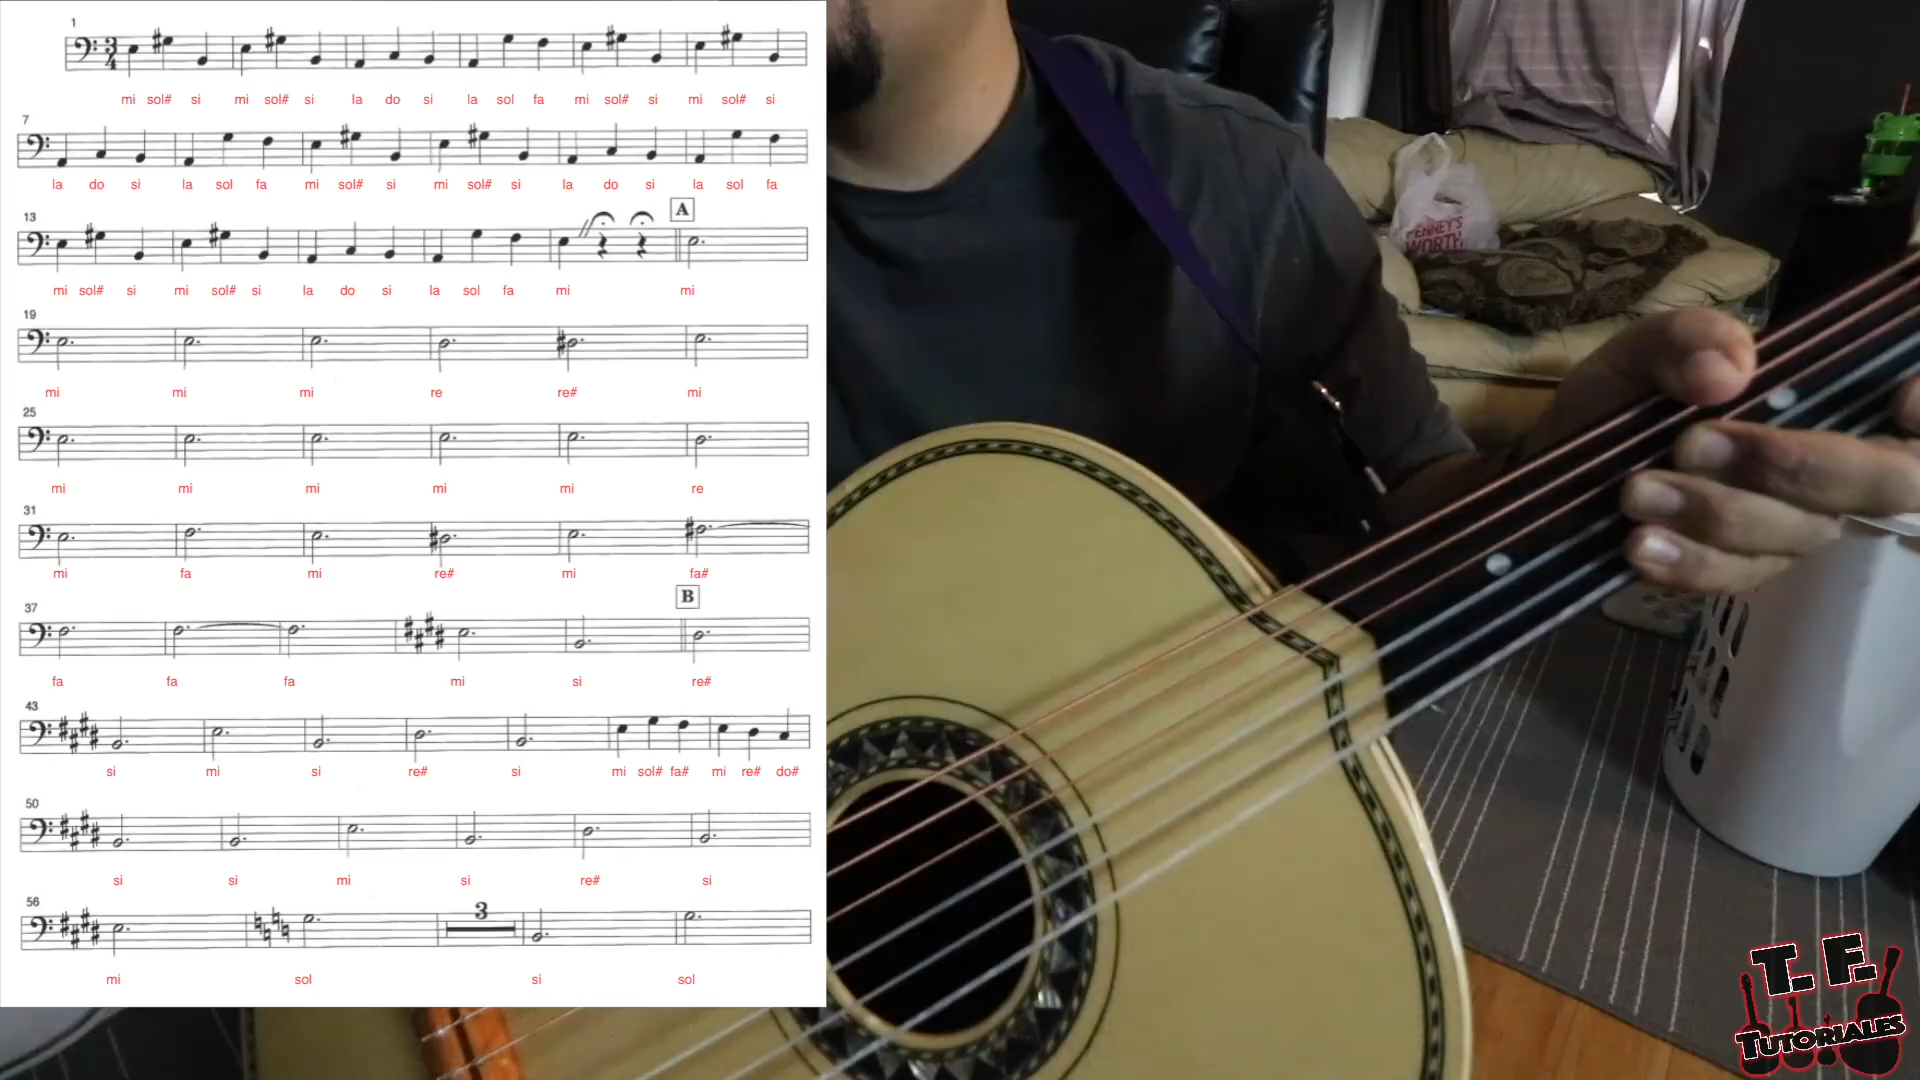 1
3
4
mi sol# si mi sol# si la do si la sol fa mi sol# si mi sol# si
7
la do si la sol fa mi sol# si mi sol# si la do si la sol fa
13
A
mi sol# si mi sol# si la do si la sol fa mi mi
19
mi mi mi re re# mi
25
mi mi mi mi mi re
31
mi fa mi re# mi fa#
B
37
fa fa fa mi si re#
43
si mi si re# si mi sol# fa# mi re# do#
50
si si mi si re# si
56
3
mi sol si sol
PENNEY'S
WORTH
T. F.
TUTORIALES